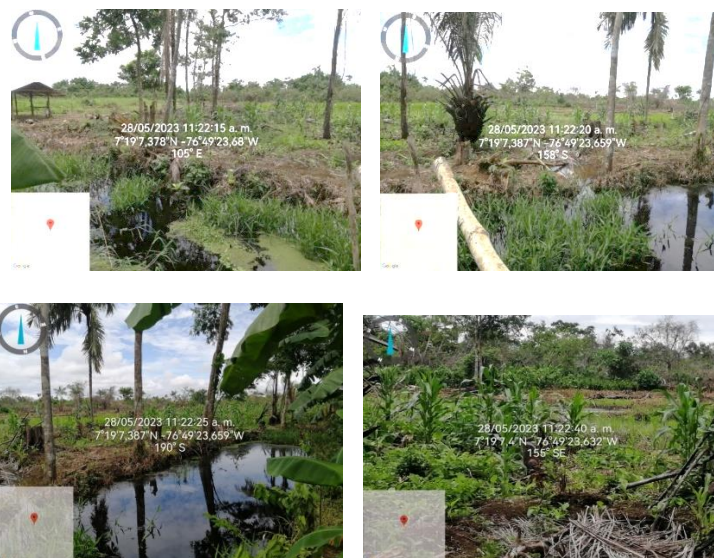 28/05/2023 11:22:15 a. m.
7°19'7,378"N -76°49'23,68"W
105° E
Google
28/05/2023 11:22:20 a. m.
7°19'7,387"N -76°49'23,659"W
158° S
Google
28/05/2023 11:22:25 a. m.
7°19'7,387"N -76°49'23,659"W
190° S
28/05/2023 11:22:40 a. m.
7°19'7,4"N -76°49'23,632"W
155° SE